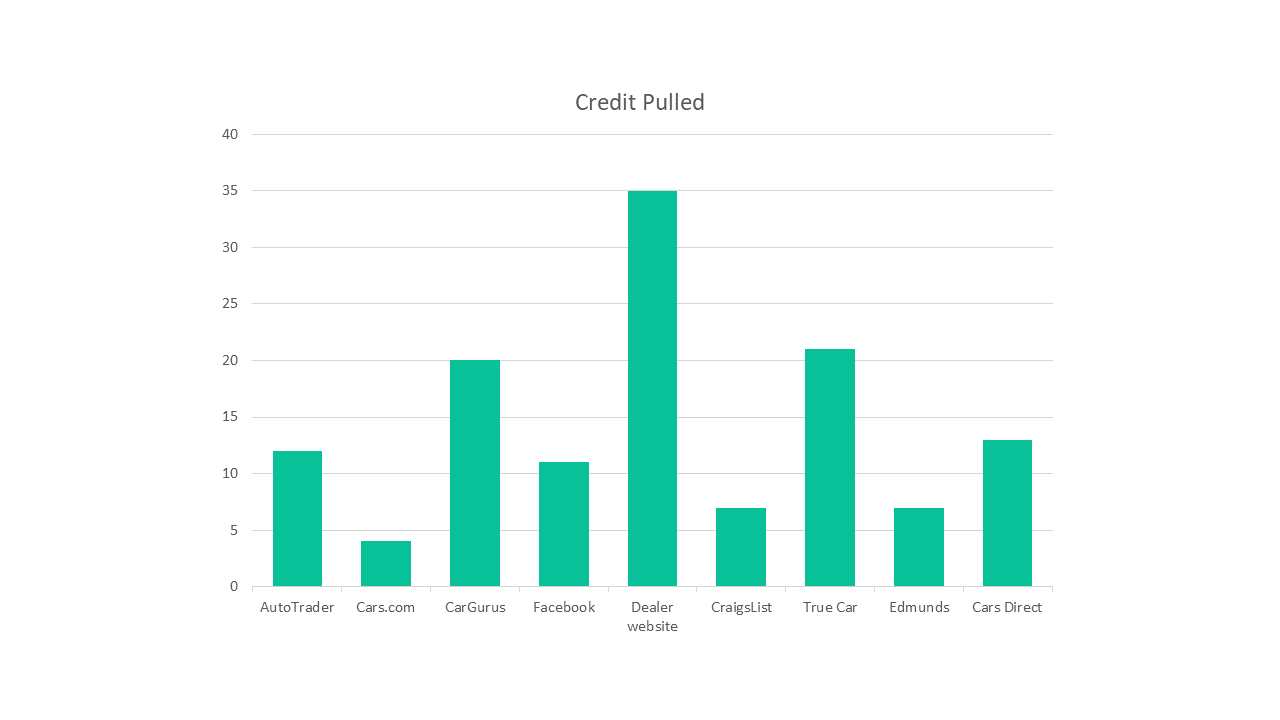 Credit Pulled
40
35
30
25
20
15
10
5
0
AutoTrader
Cars.com
CarGurus
Facebook
Dealer
website
CraigsList
True Car
Edmunds
Cars Direct